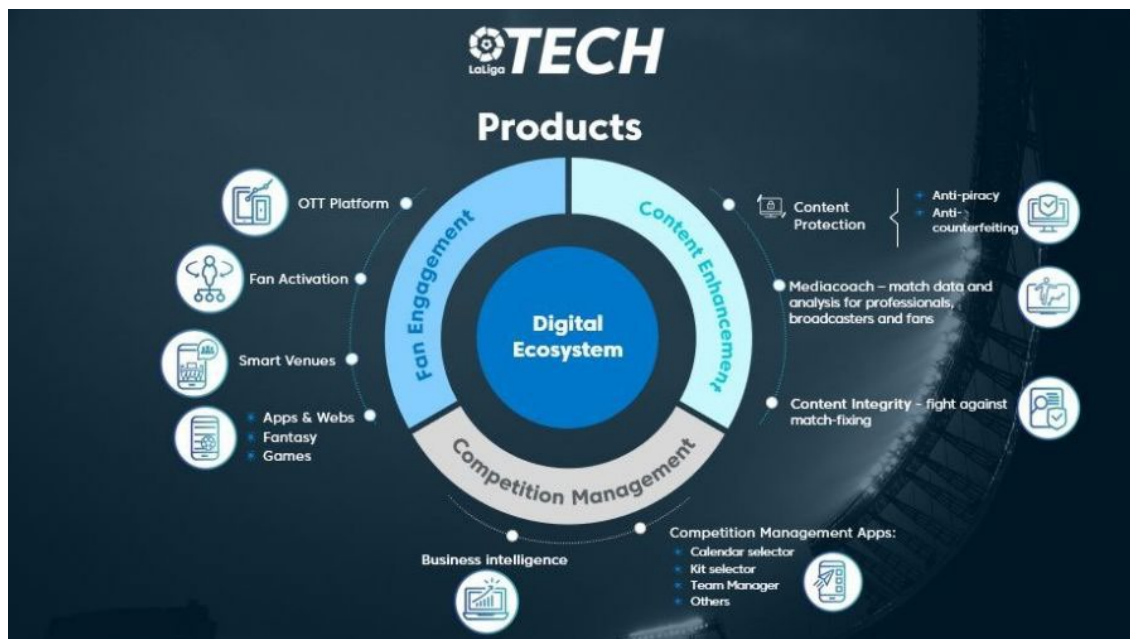 LaLiga TECH
Products
Fan Engagement
Content Enhancement
Competition Management
Digital
Ecosystem
OTT Platform
Fan Activation
Smart Venues
Apps & Webs
Fantasy
Games
Content
Protection
Anti-piracy
Anti-
counterfeiting
Mediacoach – match data and
analysis for professionals,
broadcasters and fans
Content Integrity – fight against
match-fixing
Business intelligence
Competition Management Apps:
Calendar selector
Kit selector
Team Manager
Others